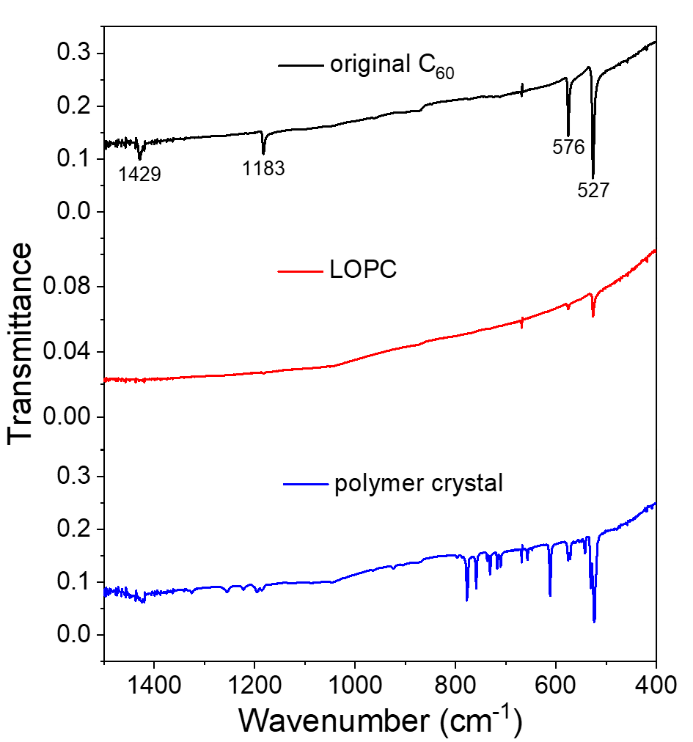 0.3
original C₆₀
0.2
0.1
1429
1183
576
527
0.0
LOPC
0.08
0.04
0.00
Transmittance
polymer crystal
0.3
0.2
0.1
0.0
1400 1200 1000 800 600 400
Wavenumber (cm⁻¹)